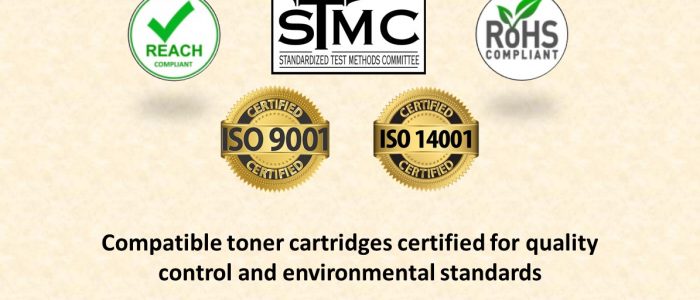 REACH
COMPLIANT
STMC
STANDARDIZED TEST METHODS COMMITTEE
RoHS
COMPLIANT
CERTIFIED
ISO 9001
CERTIFIED
CERTIFIED
ISO 14001
CERTIFIED
Compatible toner cartridges certified for quality
control and environmental standards